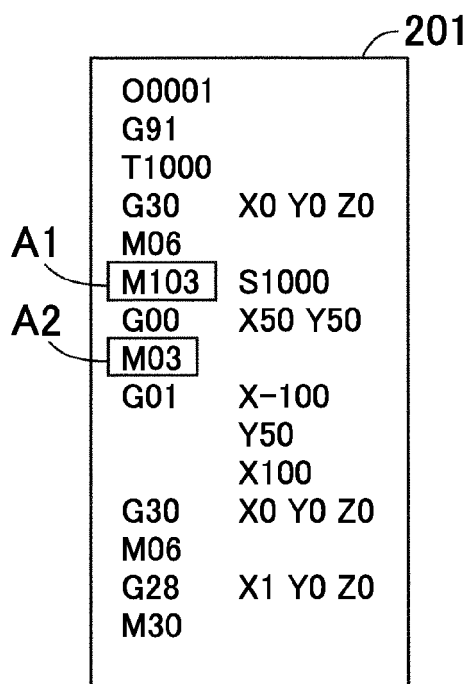 201
O0001
G91
T1000
G30 X0 Y0 Z0
M06
A1
M103 S1000
G00 X50 Y50
A2
M03
G01 X-100
Y50
X100
G30 X0 Y0 Z0
M06
G28 X1 Y0 Z0
M30